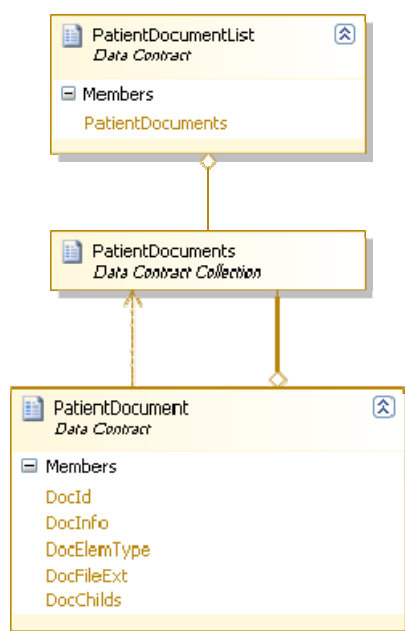 PatientDocumentList
Data Contract
Members
PatientDocuments
PatientDocuments
Data Contract Collection
PatientDocument
Data Contract
Members
DocId
DocInfo
DocElemType
DocFileExt
DocChilds